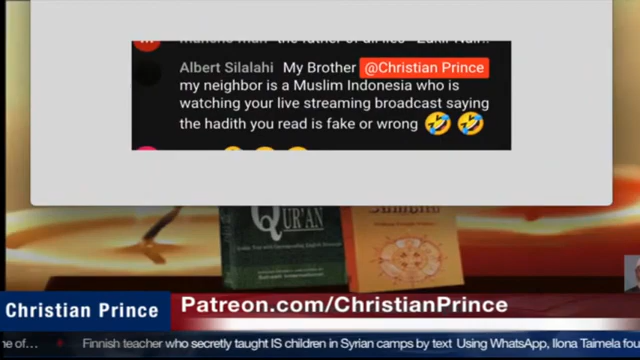 Albert Silalahi My Brother @Christian Prince
my neighbor is a Muslim Indonesia who is
watching your live streaming broadcast saying
the hadith you read is fake or wrong 🤣 🤣
QUR'AN
Christian Prince
Patreon.com/ChristianPrince
ne of… Finnish teacher who secretly taught IS children in Syrian camps by text Using WhatsApp, Ilona Taimela fou